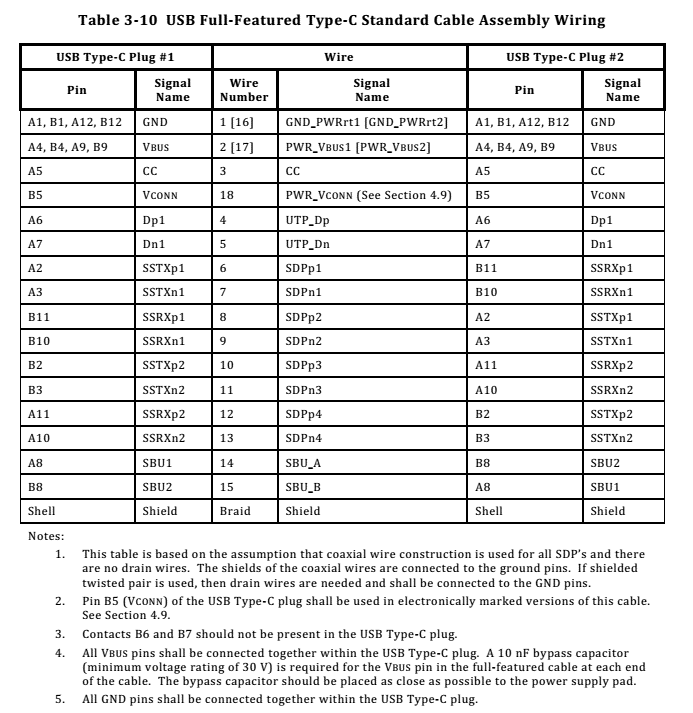 Table 3-10 USB Full-Featured Type-C Standard Cable Assembly Wiring
USB Type-C Plug #1 Wire USB Type-C Plug #2
Pin Signal Name Wire Number Signal Name Pin Signal Name
A1, B1, A12, B12 GND 1 [16] GND_PWRrt1 [GND_PWRrt2] A1, B1, A12, B12 GND
A4, B4, A9, B9 VBUS 2 [17] PWR_VBUS1 [PWR_VBUS2] A4, B4, A9, B9 VBUS
A5 CC 3 CC A5 CC
B5 VCONN 18 PWR_VCONN (See Section 4.9) B5 VCONN
A6 Dp1 4 UTP_Dp A6 Dp1
A7 Dn1 5 UTP_Dn A7 Dn1
A2 SSTXp1 6 SDPp1 B11 SSRXp1
A3 SSTXn1 7 SDPn1 B10 SSRXn1
B11 SSRXp1 8 SDPp2 A2 SSTXp1
B10 SSRXn1 9 SDPn2 A3 SSTXn1
B2 SSTXp2 10 SDPp3 A11 SSRXp2
B3 SSTXn2 11 SDPn3 A10 SSRXn2
A11 SSRXp2 12 SDPp4 B2 SSTXp2
A10 SSRXn2 13 SDPn4 B3 SSTXn2
A8 SBU1 14 SBU_A B8 SBU2
B8 SBU2 15 SBU_B A8 SBU1
Shell Shield Braid Shield Shell Shield
Notes:
1. This table is based on the assumption that coaxial wire construction is used for all SDP's and there
are no drain wires. The shields of the coaxial wires are connected to the ground pins. If shielded
twisted pair is used, then drain wires are needed and shall be connected to the GND pins.
2. Pin B5 (VCONN) of the USB Type-C plug shall be used in electronically marked versions of this cable.
See Section 4.9.
3. Contacts B6 and B7 should not be present in the USB Type-C plug.
4. All VBUS pins shall be connected together within the USB Type-C plug. A 10 nF bypass capacitor
(minimum voltage rating of 30 V) is required for the VBUS pin in the full-featured cable at each end
of the cable. The bypass capacitor should be placed as close as possible to the power supply pad.
5. All GND pins shall be connected together within the USB Type-C plug.